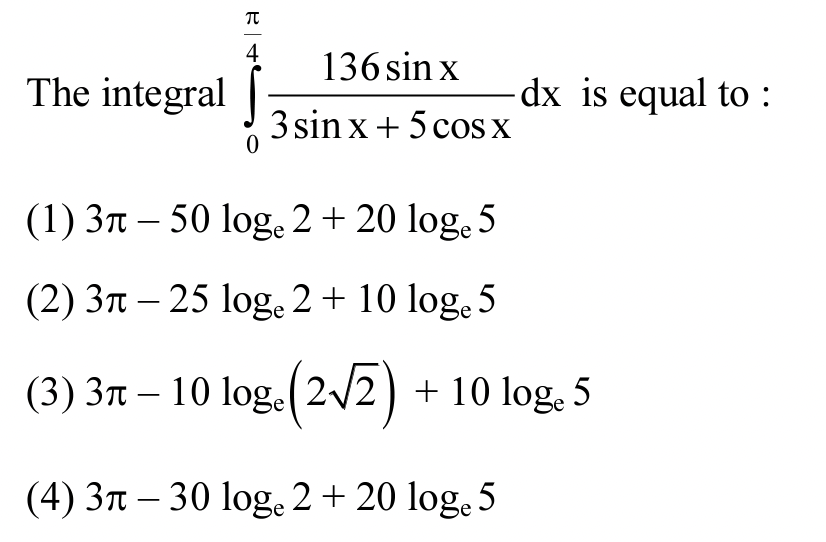 The integral ∫₀^(π/4) (136 sin x)/(3 sin x + 5 cos x) dx is equal to :
(1) 3π – 50 logₑ 2 + 20 logₑ 5
(2) 3π – 25 logₑ 2 + 10 logₑ 5
(3) 3π – 10 logₑ(2√2) + 10 logₑ 5
(4) 3π – 30 logₑ 2 + 20 logₑ 5